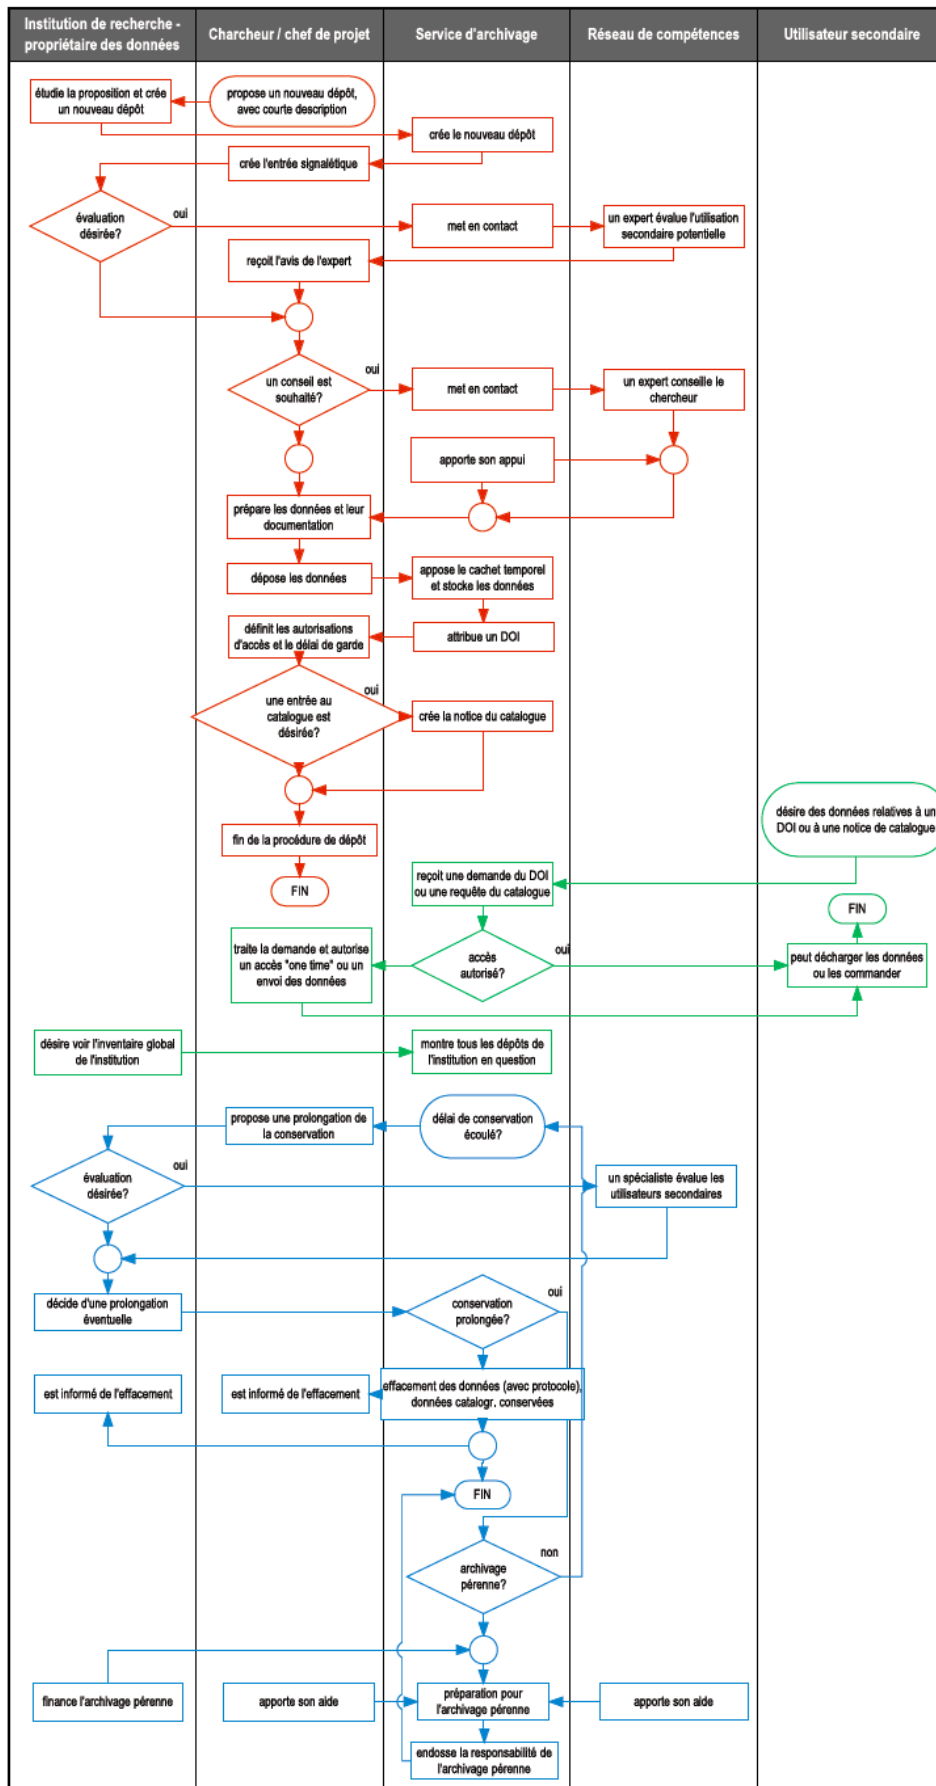 Institution de recherche -
propriétaire des données
Charcheur / chef de projet
Service d'archivage
Réseau de compétences
Utilisateur secondaire
étudie la proposition et crée
un nouveau dépôt
propose un nouveau dépôt,
avec courte description
crée le nouveau dépôt
crée l'entrée signalétique
évaluation
désirée?
oui
met en contact
un expert évalue l'utilisation
secondaire potentielle
reçoit l'avis de l'expert
un conseil est
souhaité?
oui
met en contact
un expert conseille le
chercheur
apporte son appui
prépare les données et leur
documentation
dépose les données
appose le cachet temporel
et stocke les données
définit les autorisations
d'accès et le délai de garde
attribue un DOI
une entrée au
catalogue est
désirée?
oui
crée la notice du catalogue
désire des données relatives à un
DOI ou à une notice de catalogue
fin de la procédure de dépôt
FIN
reçoit une demande du DOI
ou une requête du catalogue
FIN
traite la demande et autorise
un accès "one time" ou un
envoi des données
accès
autorisé?
oui
peut décharger les données
ou les commander
désire voir l'inventaire global
de l'institution
montre tous les dépôts de
l'institution en question
propose une prolongation de
la conservation
délai de conservation
écoulé?
évaluation
désirée?
oui
un spécialiste évalue les
utilisateurs secondaires
décide d'une prolongation
éventuelle
conservation
prolongée?
oui
est informé de l'effacement
est informé de l'effacement
effacement des données (avec protocole),
données catalogr. conservées
FIN
archivage
pérenne?
non
finance l'archivage pérenne
apporte son aide
préparation pour
l'archivage pérenne
apporte son aide
endosse la responsabilité de
l'archivage pérenne